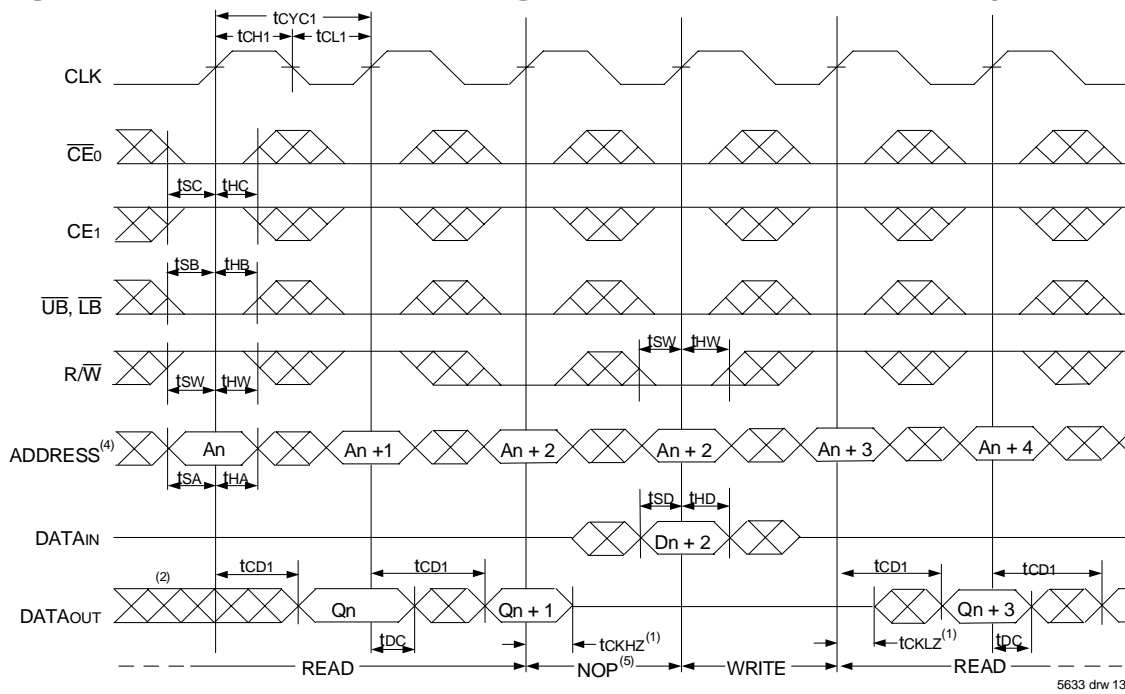 tCYC1
tCH1 tCL1
CLK
CE0
tSC tHC
CE1
tSB tHB
UB, LB
tSW tHW
R/W
tSW tHW
ADDRESS(4) An An +1 An + 2 An + 2 An + 3 An + 4
tSA tHA
tSD tHD
DATAIN Dn + 2
(2) tCD1 tCD1 tCD1 tCD1
DATAOUT Qn Qn + 1 Qn + 3
tDC tCKHZ(1) tCKLZ(1) tDC
READ NOP(5) WRITE READ
5633 drw 13